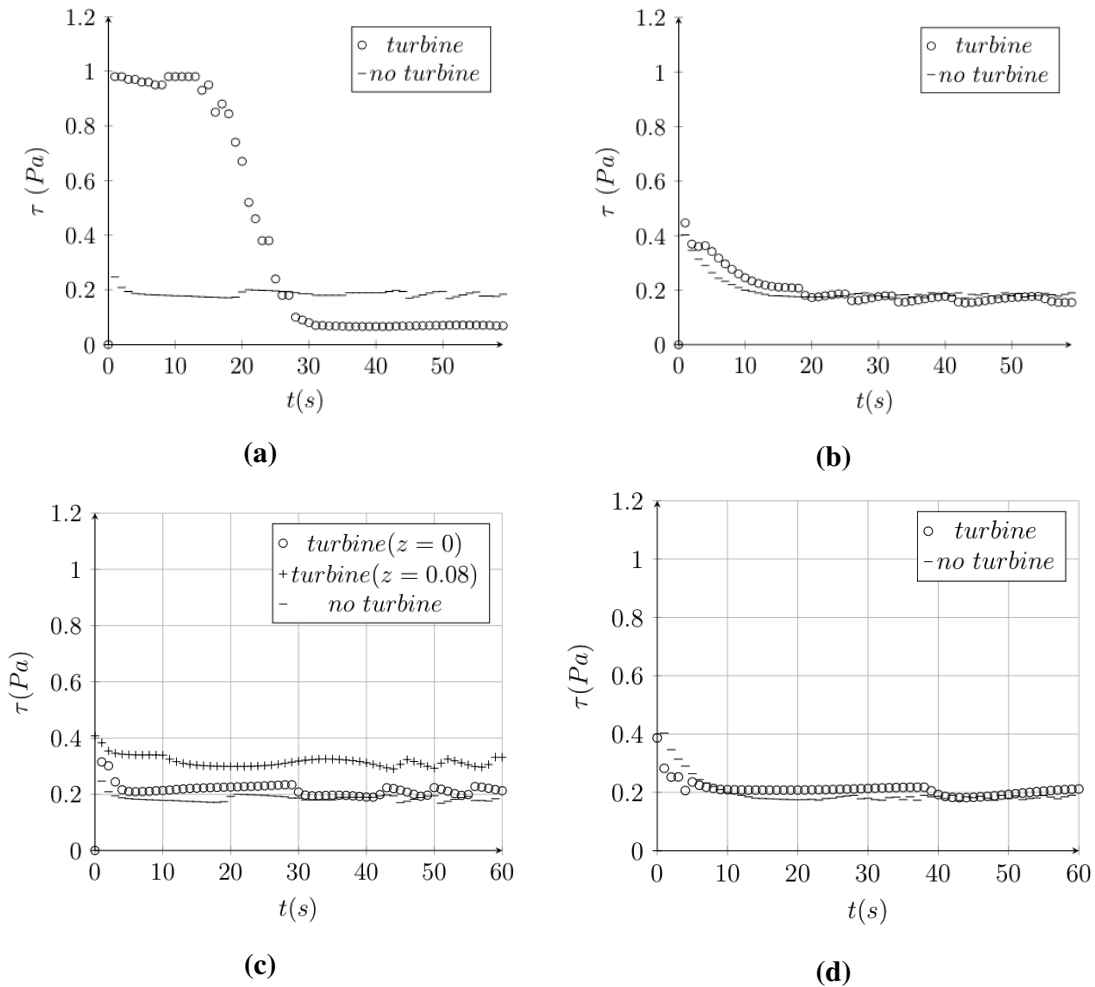 1.2
1
0.8
0.6
0.4
0.2
0
τ (Pa)
turbine
no turbine
0 10 20 30 40 50
t(s)
(a)
1.2
1
0.8
0.6
0.4
0.2
0
τ (Pa)
turbine
no turbine
0 10 20 30 40 50
t(s)
(b)
1.2
1
0.8
0.6
0.4
0.2
0
τ(Pa)
turbine(z = 0)
turbine(z = 0.08)
no turbine
0 10 20 30 40 50 60
t(s)
(c)
1.2
1
0.8
0.6
0.4
0.2
0
τ(Pa)
turbine
no turbine
0 10 20 30 40 50 60
t(s)
(d)